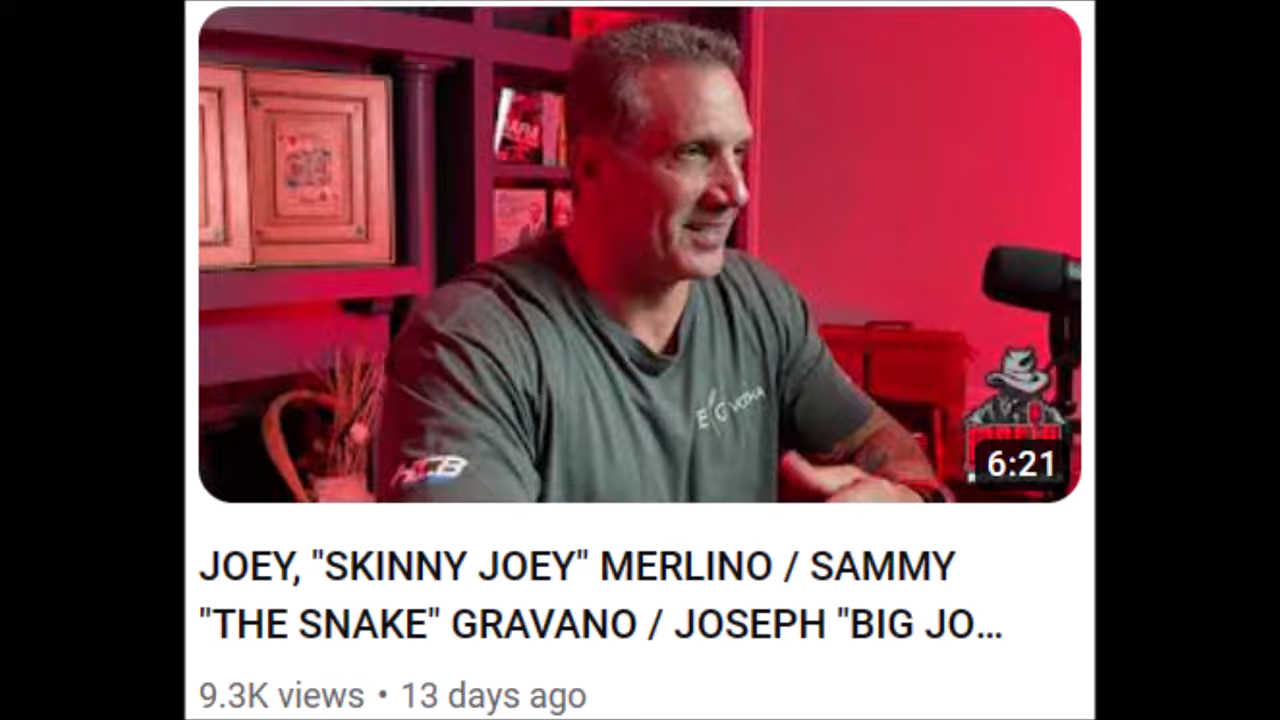 HCB
6:21
JOEY, "SKINNY JOEY" MERLINO / SAMMY
"THE SNAKE" GRAVANO / JOSEPH "BIG JO...
9.3K views • 13 days ago